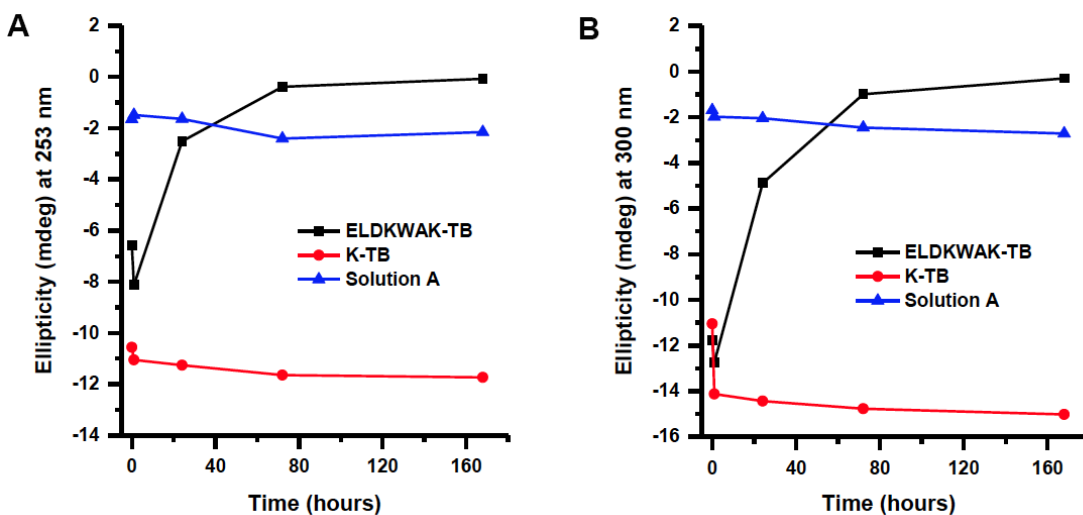 A
Ellipticity (mdeg) at 253 nm
2
0
-2
-4
-6
-8
-10
-12
-14
ELDKWAK-TB
K-TB
Solution A
0
40
80
120
160
Time (hours)
B
Ellipticity (mdeg) at 300 nm
2
0
-2
-4
-6
-8
-10
-12
-14
-16
ELDKWAK-TB
K-TB
Solution A
0
40
80
120
160
Time (hours)